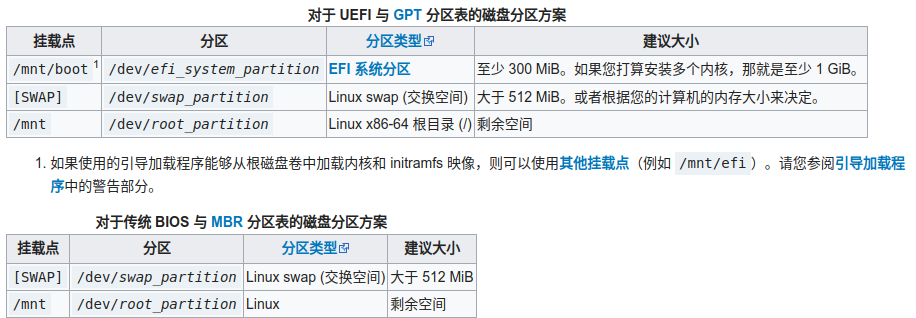 对于 UEFI 与 GPT 分区表的磁盘分区方案
挂载点 分区 分区类型 建议大小
/mnt/boot 1 /dev/efi_system_partition EFI 系统分区 至少 300 MiB。如果您打算安装多个内核，那就是至少 1 GiB。
[SWAP] /dev/swap_partition Linux swap (交换空间) 大于 512 MiB。或者根据您的计算机的内存大小来决定。
/mnt /dev/root_partition Linux x86-64 根目录 (/) 剩余空间
1. 如果使用的引导加载程序能够从根磁盘卷中加载内核和 initramfs 映像，则可以使用其他挂载点（例如 /mnt/efi）。请您参阅引导加载程
序中的警告部分。
对于传统 BIOS 与 MBR 分区表的磁盘分区方案
挂载点 分区 分区类型 建议大小
[SWAP] /dev/swap_partition Linux swap (交换空间) 大于 512 MiB
/mnt /dev/root_partition Linux 剩余空间